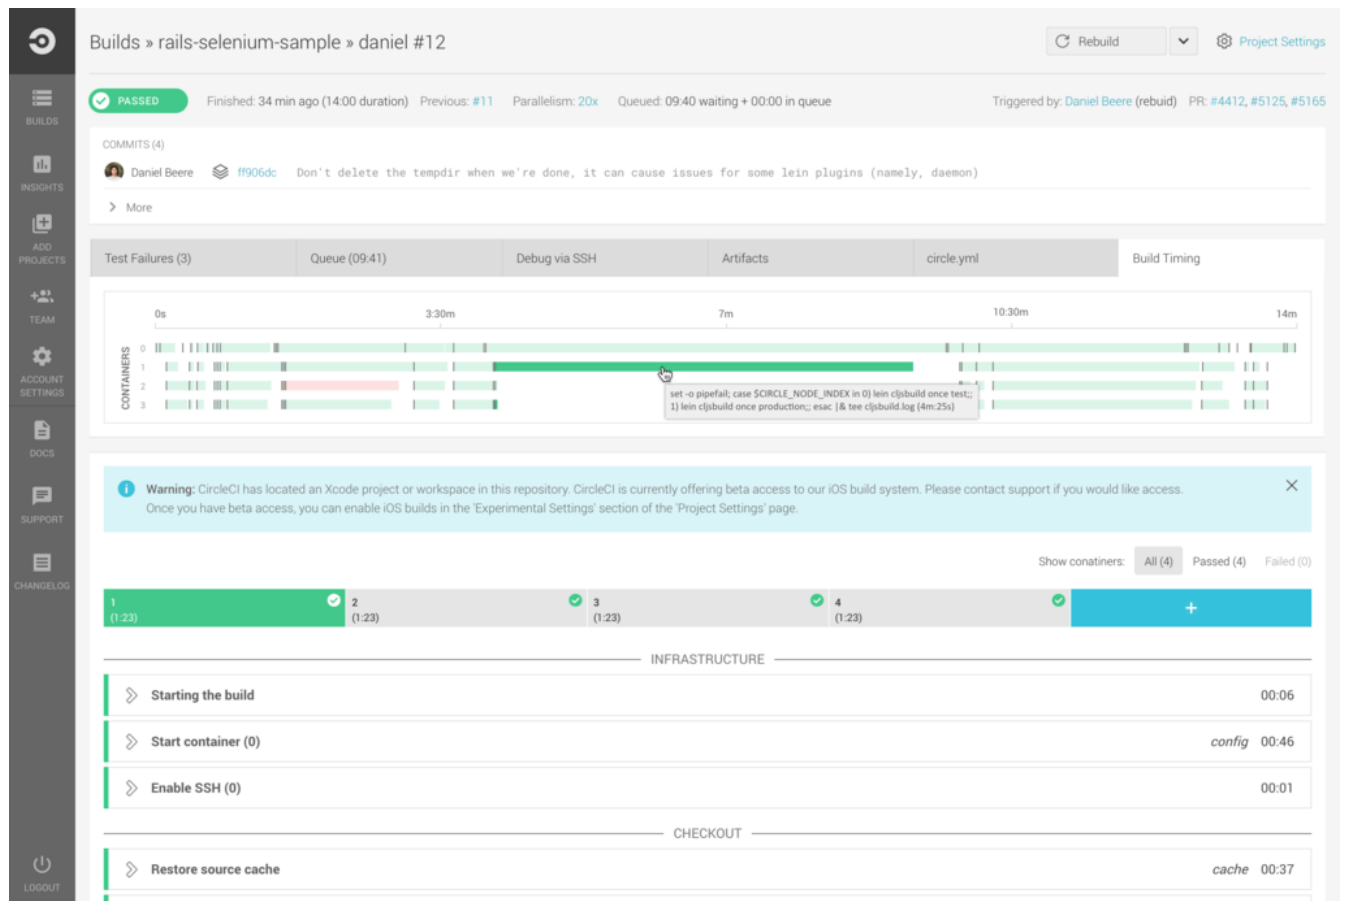 Builds » rails-selenium-sample » daniel #12
Rebuild
Project Settings
PASSED
Finished: 34 min ago (14:00 duration) Previous: #11 Parallelism: 20x Queued: 09:40 waiting + 00:00 in queue
Triggered by: Daniel Beere (rebuid) PR: #4412, #5125, #5165
BUILDS
INSIGHTS
ADD
PROJECTS
TEAM
ACCOUNT
SETTINGS
DOCS
SUPPORT
CHANGELOG
LOGOUT
COMMITS (4)
Daniel Beere ff906dc Don't delete the tempdir when we're done, it can cause issues for some lein plugins (namely, daemon)
More
Test Failures (3) Queue (09:41) Debug via SSH Artifacts circle.yml Build Timing
0s 3:30m 7m 10:30m 14m
CONTAINERS
0
1
2
3
set -o pipefail; case $CIRCLE_NODE_INDEX in 0) lein cljsbuild once test;;
1) lein cljsbuild once production;; esac |& tee cljsbuild.log (4m:25s)
Warning: CircleCI has located an Xcode project or workspace in this repository. CircleCI is currently offering beta access to our iOS build system. Please contact support if you would like access.
Once you have beta access, you can enable iOS builds in the 'Experimental Settings' section of the 'Project Settings' page.
Show conatiners: All (4) Passed (4) Failed (0)
1 2 3 4 +
(1:23) (1:23) (1:23) (1:23)
INFRASTRUCTURE
Starting the build 00:06
Start container (0) config 00:46
Enable SSH (0) 00:01
CHECKOUT
Restore source cache cache 00:37